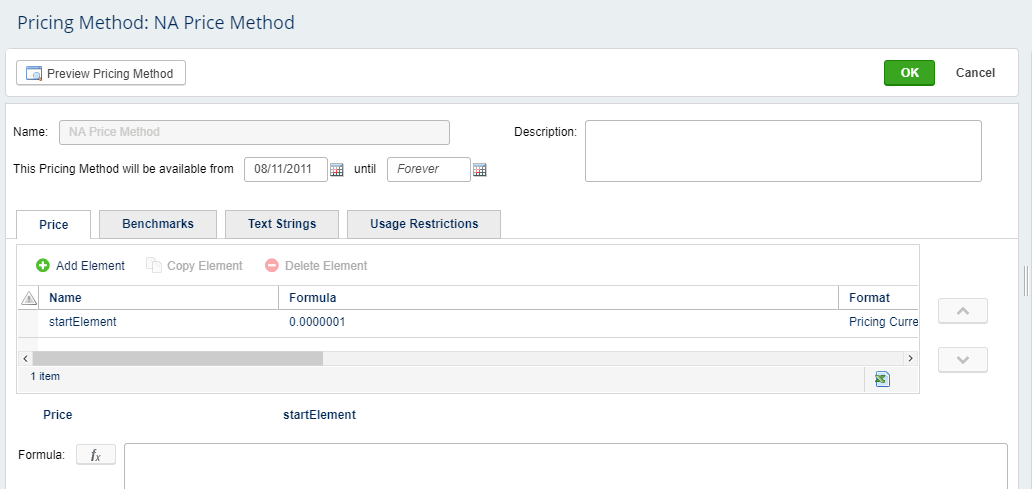 Pricing Method: NA Price Method
Preview Pricing Method
OK
Cancel
Name:
NA Price Method
Description:
This Pricing Method will be available from
08/11/2011
until
Forever
Price
Benchmarks
Text Strings
Usage Restrictions
Add Element
Copy Element
Delete Element
Name
Formula
Format
startElement
0.0000001
Pricing Curre
1 item
Price
startElement
Formula:
fx